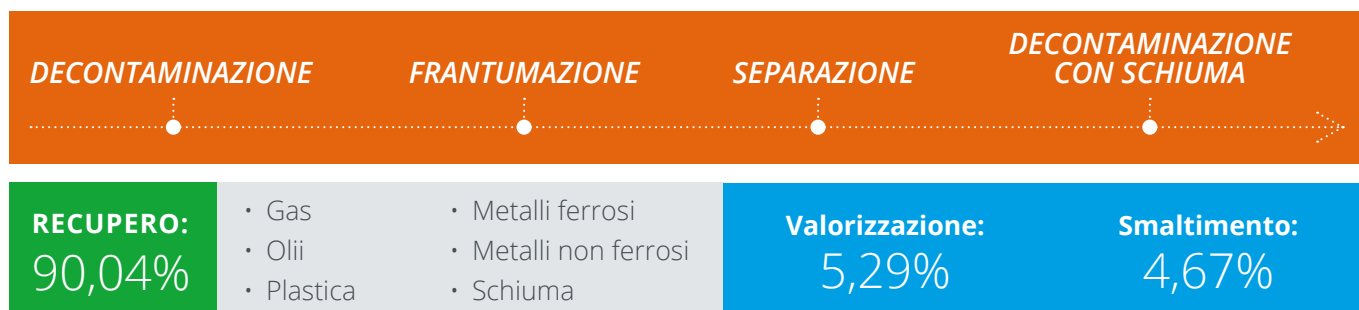 DECONTAMINAZIONE
FRANTUMAZIONE
SEPARAZIONE
DECONTAMINAZIONE
CON SCHIUMA
RECUPERO:
90,04%
• Gas
• Olii
• Plastica
• Metalli ferrosi
• Metalli non ferrosi
• Schiuma
Valorizzazione:
5,29%
Smaltimento:
4,67%